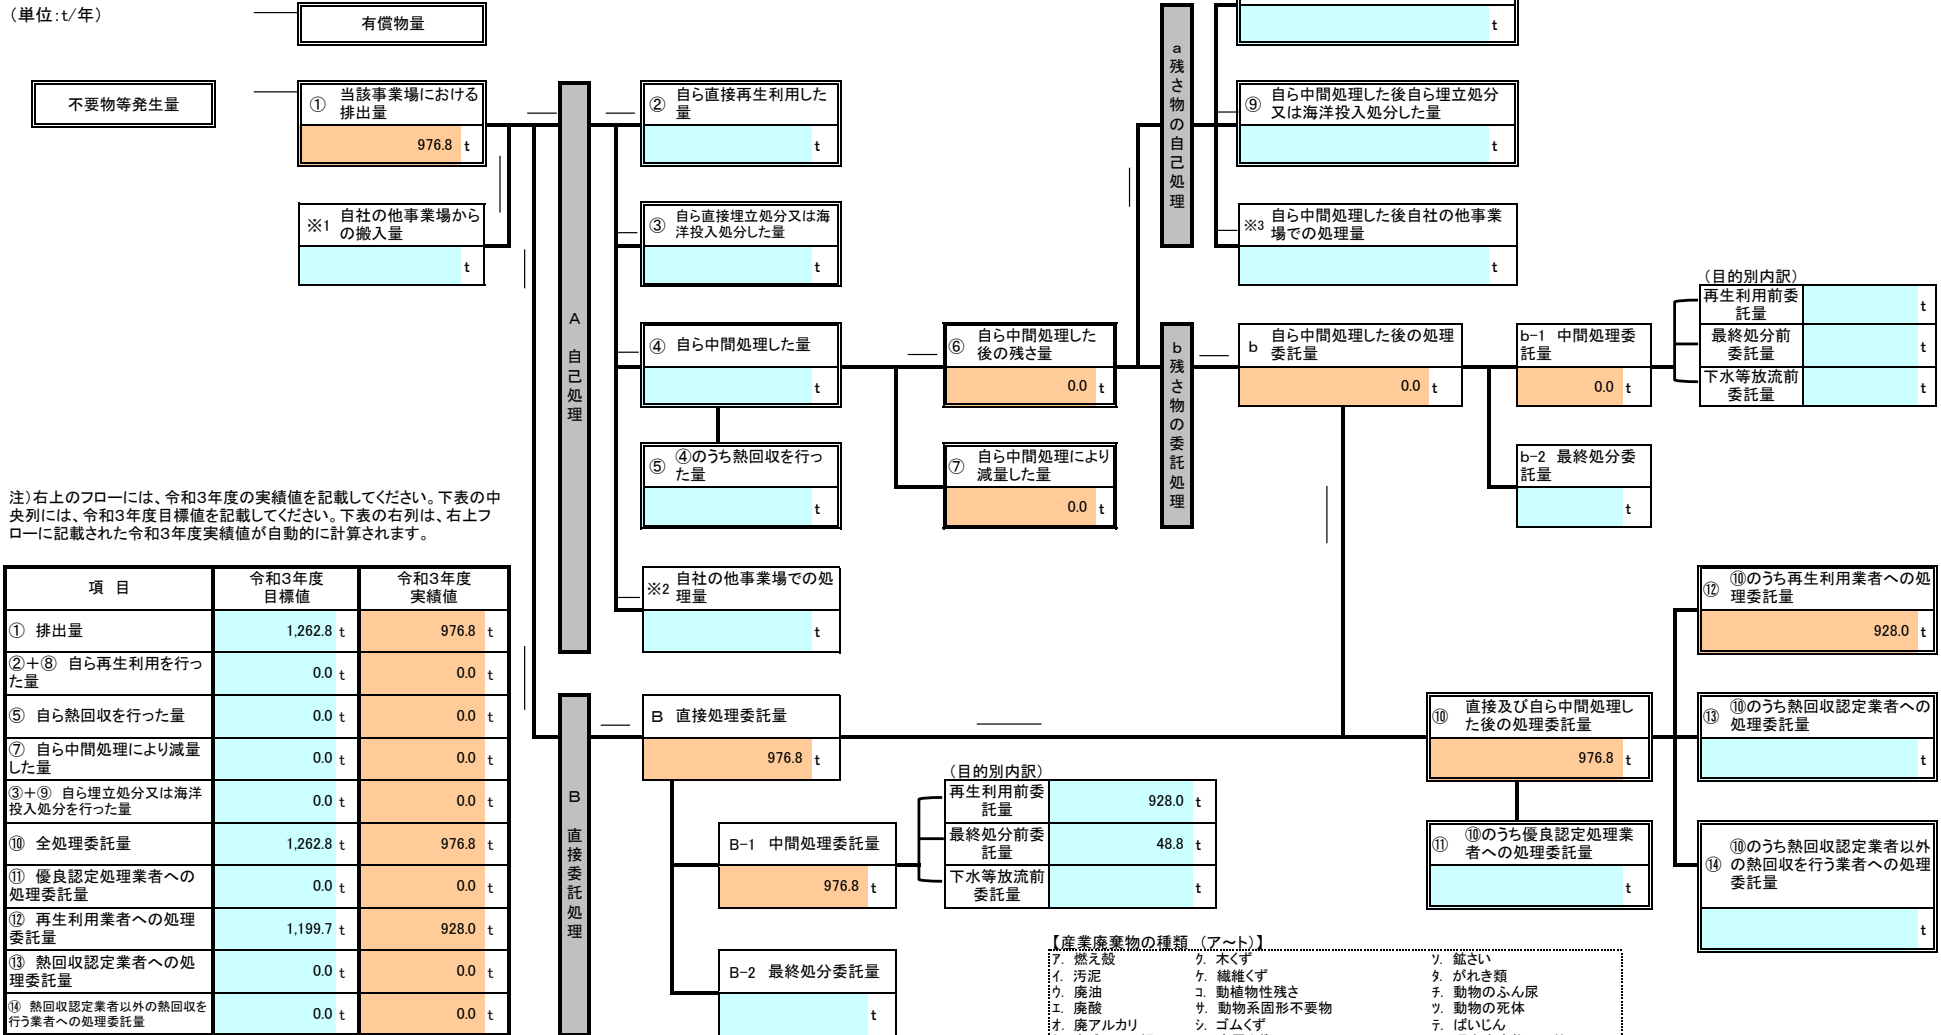 (単位:t/年)
有償物量
不要物等発生量
① 当該事業場における
排出量
976.8 t
※1 自社の他事業場から
の搬入量
t
A 自己処理
② 自ら直接再生利用した
量
t
③ 自ら直接埋立処分又は海
洋投入処分した量
t
④ 自ら中間処理した量
t
⑤ ④のうち熱回収を行っ
た量
t
※2 自社の他事業場での処
理量
t
⑥ 自ら中間処理した
後の残さ量
0.0 t
⑦ 自ら中間処理により
減量した量
0.0 t
a 残さ物の自己処理
t
⑨ 自ら中間処理した後自ら埋立処分
又は海洋投入処分した量
t
※3 自ら中間処理した後自社の他事業
場での処理量
t
b 残さ物の委託処理
b 自ら中間処理した後の処理
委託量
0.0 t
b-1 中間処理委
託量
0.0 t
b-2 最終処分委
託量
t
(目的別内訳)
再生利用前委
託量
t
最終処分前
委託量
t
下水等放流前
委託量
t
注)右上のフローには、令和3年度の実績値を記載してください。下表の中
央列には、令和3年度目標値を記載してください。下表の右列は、右上フ
ローに記載された令和3年度実績値が自動的に計算されます。
項 目
令和3年度
目標値
令和3年度
実績値
① 排出量 1,262.8 t 976.8 t
②+⑧ 自ら再生利用を行っ
た量 0.0 t 0.0 t
⑤ 自ら熱回収を行った量 0.0 t 0.0 t
⑦ 自ら中間処理により減量
した量 0.0 t 0.0 t
③+⑨ 自ら埋立処分又は海洋
投入処分を行った量 0.0 t 0.0 t
⑩ 全処理委託量 1,262.8 t 976.8 t
⑪ 優良認定処理業者への
処理委託量 0.0 t 0.0 t
⑫ 再生利用業者への処理
委託量 1,199.7 t 928.0 t
⑬ 熱回収認定業者への処
理委託量 0.0 t 0.0 t
⑭ 熱回収認定業者以外の熱回収を
行う業者への処理委託量 0.0 t 0.0 t
B 直接委託処理
B 直接処理委託量
976.8 t
B-1 中間処理委託量
976.8 t
B-2 最終処分委託量
t
(目的別内訳)
再生利用前委
託量
928.0 t
最終処分前委
託量
48.8 t
下水等放流前
委託量
t
⑩ 直接及び自ら中間処理し
た後の処理委託量
976.8 t
⑪ ⑩のうち優良認定処理業
者への処理委託量
t
⑫ ⑩のうち再生利用業者への処
理委託量
928.0 t
⑬ ⑩のうち熱回収認定業者への
処理委託量
t
⑭ ⑩のうち熱回収認定業者以外
の熱回収を行う業者への処理
委託量
t
【産業廃棄物の種類 (ア~ト)】
ア. 燃え殻 ク. 木くず ソ. 鉱さい
イ. 汚泥 ケ. 繊維くず タ. がれき類
ウ. 廃油 コ. 動植物性残さ チ. 動物のふん尿
エ. 廃酸 サ. 動物系固形不要物 ツ. 動物の死体
オ. 廃アルカリ シ. ゴムくず テ. ばいじん